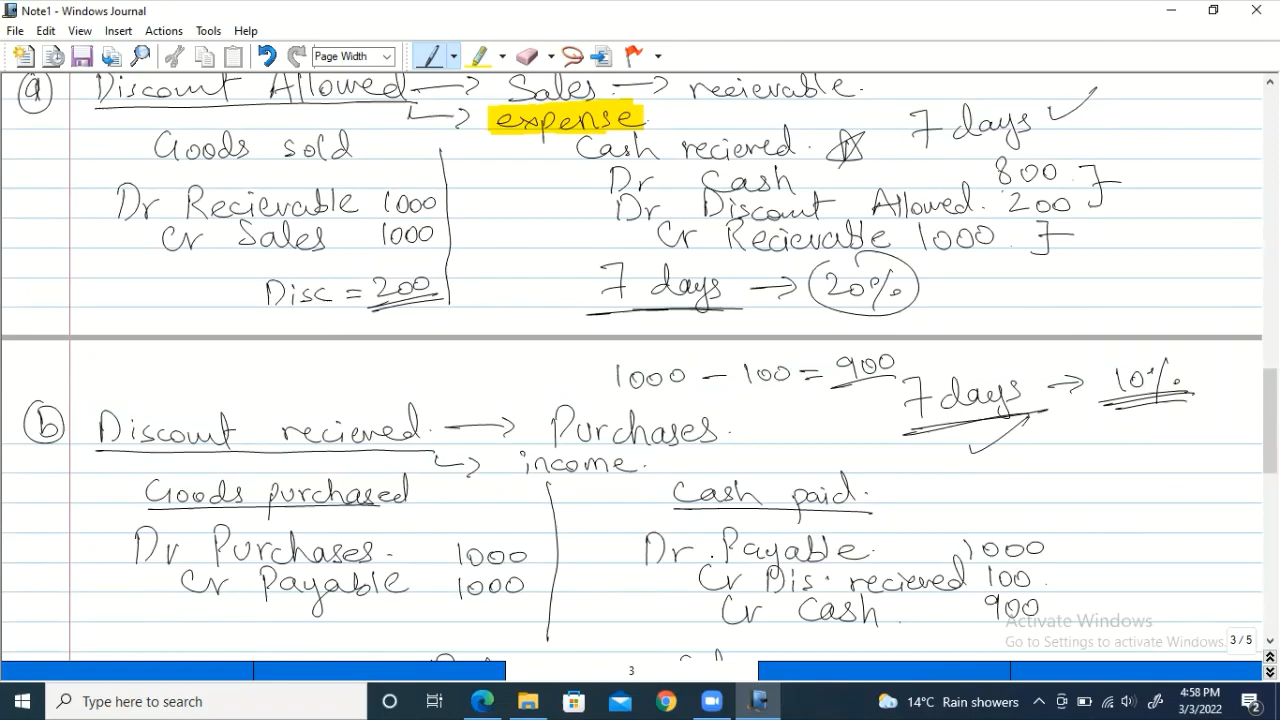 Note1 - Windows Journal
File Edit View Insert Actions Tools Help
Page Width
a Discount Allowed → Sales → recievable.
→ expense.
7 days ✓
Goods sold
Cash recieved.
Dr Recievable 1000
Cr Sales 1000
Disc = 200
Dr Cash 800
Dr Discount Allowed. 200
Cr Recievable 1000
7 days → 20%
1000 - 100 = 900
7 days → 10%
b Discount recieved → Purchases.
→ income.
Goods purchased
Dr Purchases. 1000
Cr Payable 1000
Cash paid.
Dr. Payable. 1000
Cr Dis. recieved 100
Cr Cash 900
Activate Windows
Go to Settings to activate Windows.
3 / 5
3
Type here to search
14°C Rain showers
4:58 PM
3/3/2022
2